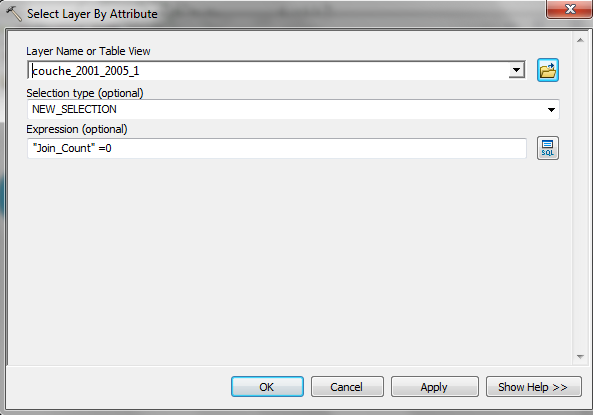 Select Layer By Attribute
Layer Name or Table View
couche_2001_2005_1
Selection type (optional)
NEW_SELECTION
Expression (optional)
"Join_Count" =0
SQL
OK
Cancel
Apply
Show Help >>